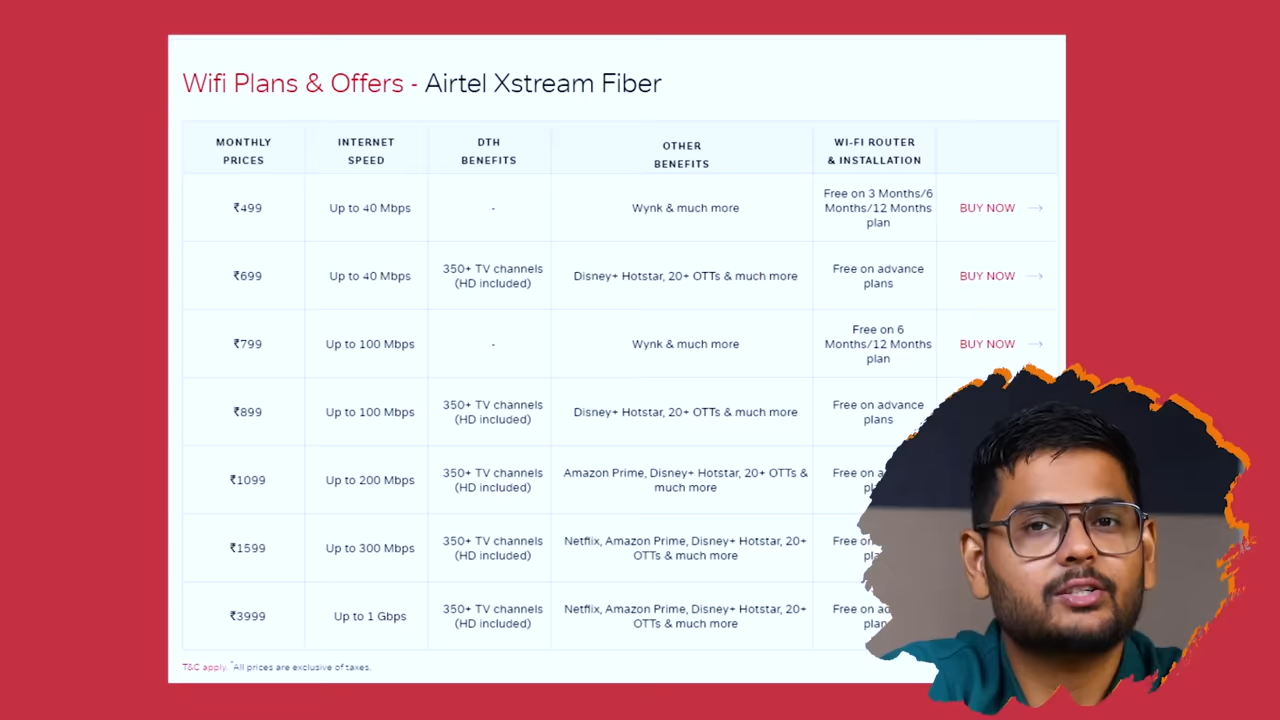 Wifi Plans & Offers - Airtel Xstream Fiber
MONTHLY PRICES INTERNET SPEED DTH BENEFITS OTHER BENEFITS WI-FI ROUTER & INSTALLATION
₹499 Up to 40 Mbps - Wynk & much more Free on 3 Months/6 Months/12 Months plan BUY NOW →
₹699 Up to 40 Mbps 350+ TV channels (HD included) Disney+ Hotstar, 20+ OTTs & much more Free on advance plans BUY NOW →
₹799 Up to 100 Mbps - Wynk & much more Free on 6 Months/12 Months plan BUY NOW →
₹899 Up to 100 Mbps 350+ TV channels (HD included) Disney+ Hotstar, 20+ OTTs & much more Free on advance plans
₹1099 Up to 200 Mbps 350+ TV channels (HD included) Amazon Prime, Disney+ Hotstar, 20+ OTTs & much more Free on
₹1599 Up to 300 Mbps 350+ TV channels (HD included) Netflix, Amazon Prime, Disney+ Hotstar, 20+ OTTs & much more Free on
₹3999 Up to 1 Gbps 350+ TV channels (HD included) Netflix, Amazon Prime, Disney+ Hotstar, 20+ OTTs & much more Free on
T&C apply. *All prices are exclusive of taxes.